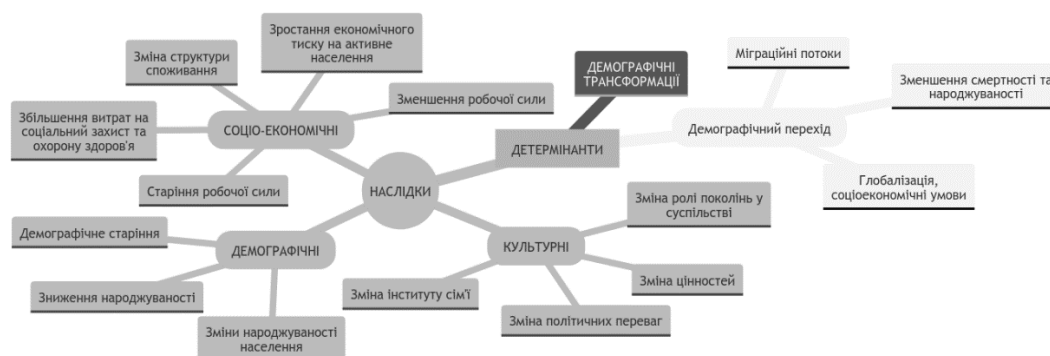 Зростання економічного
тиску на активне
населення
Зміна структури
споживання
Збільшення витрат на
соціальний захист та
охорону здоров'я
СОЦІО-ЕКОНОМІЧНІ
Зменшення робочої сили
Старіння робочої сили
ДЕМОГРАФІЧНІ
ТРАНСФОРМАЦІЇ
ДЕТЕРМІНАНТИ
Міграційні потоки
Зменшення смертності та
народжуваності
Демографічний перехід
Глобалізація,
соціоекономічні умови
НАСЛІДКИ
Демографічне старіння
ДЕМОГРАФІЧНІ
Зниження народжуваності
Зміни народжуваності
населення
КУЛЬТУРНІ
Зміна ролі поколінь у
суспільстві
Зміна цінностей
Зміна інституту сім'ї
Зміна політичних переваг